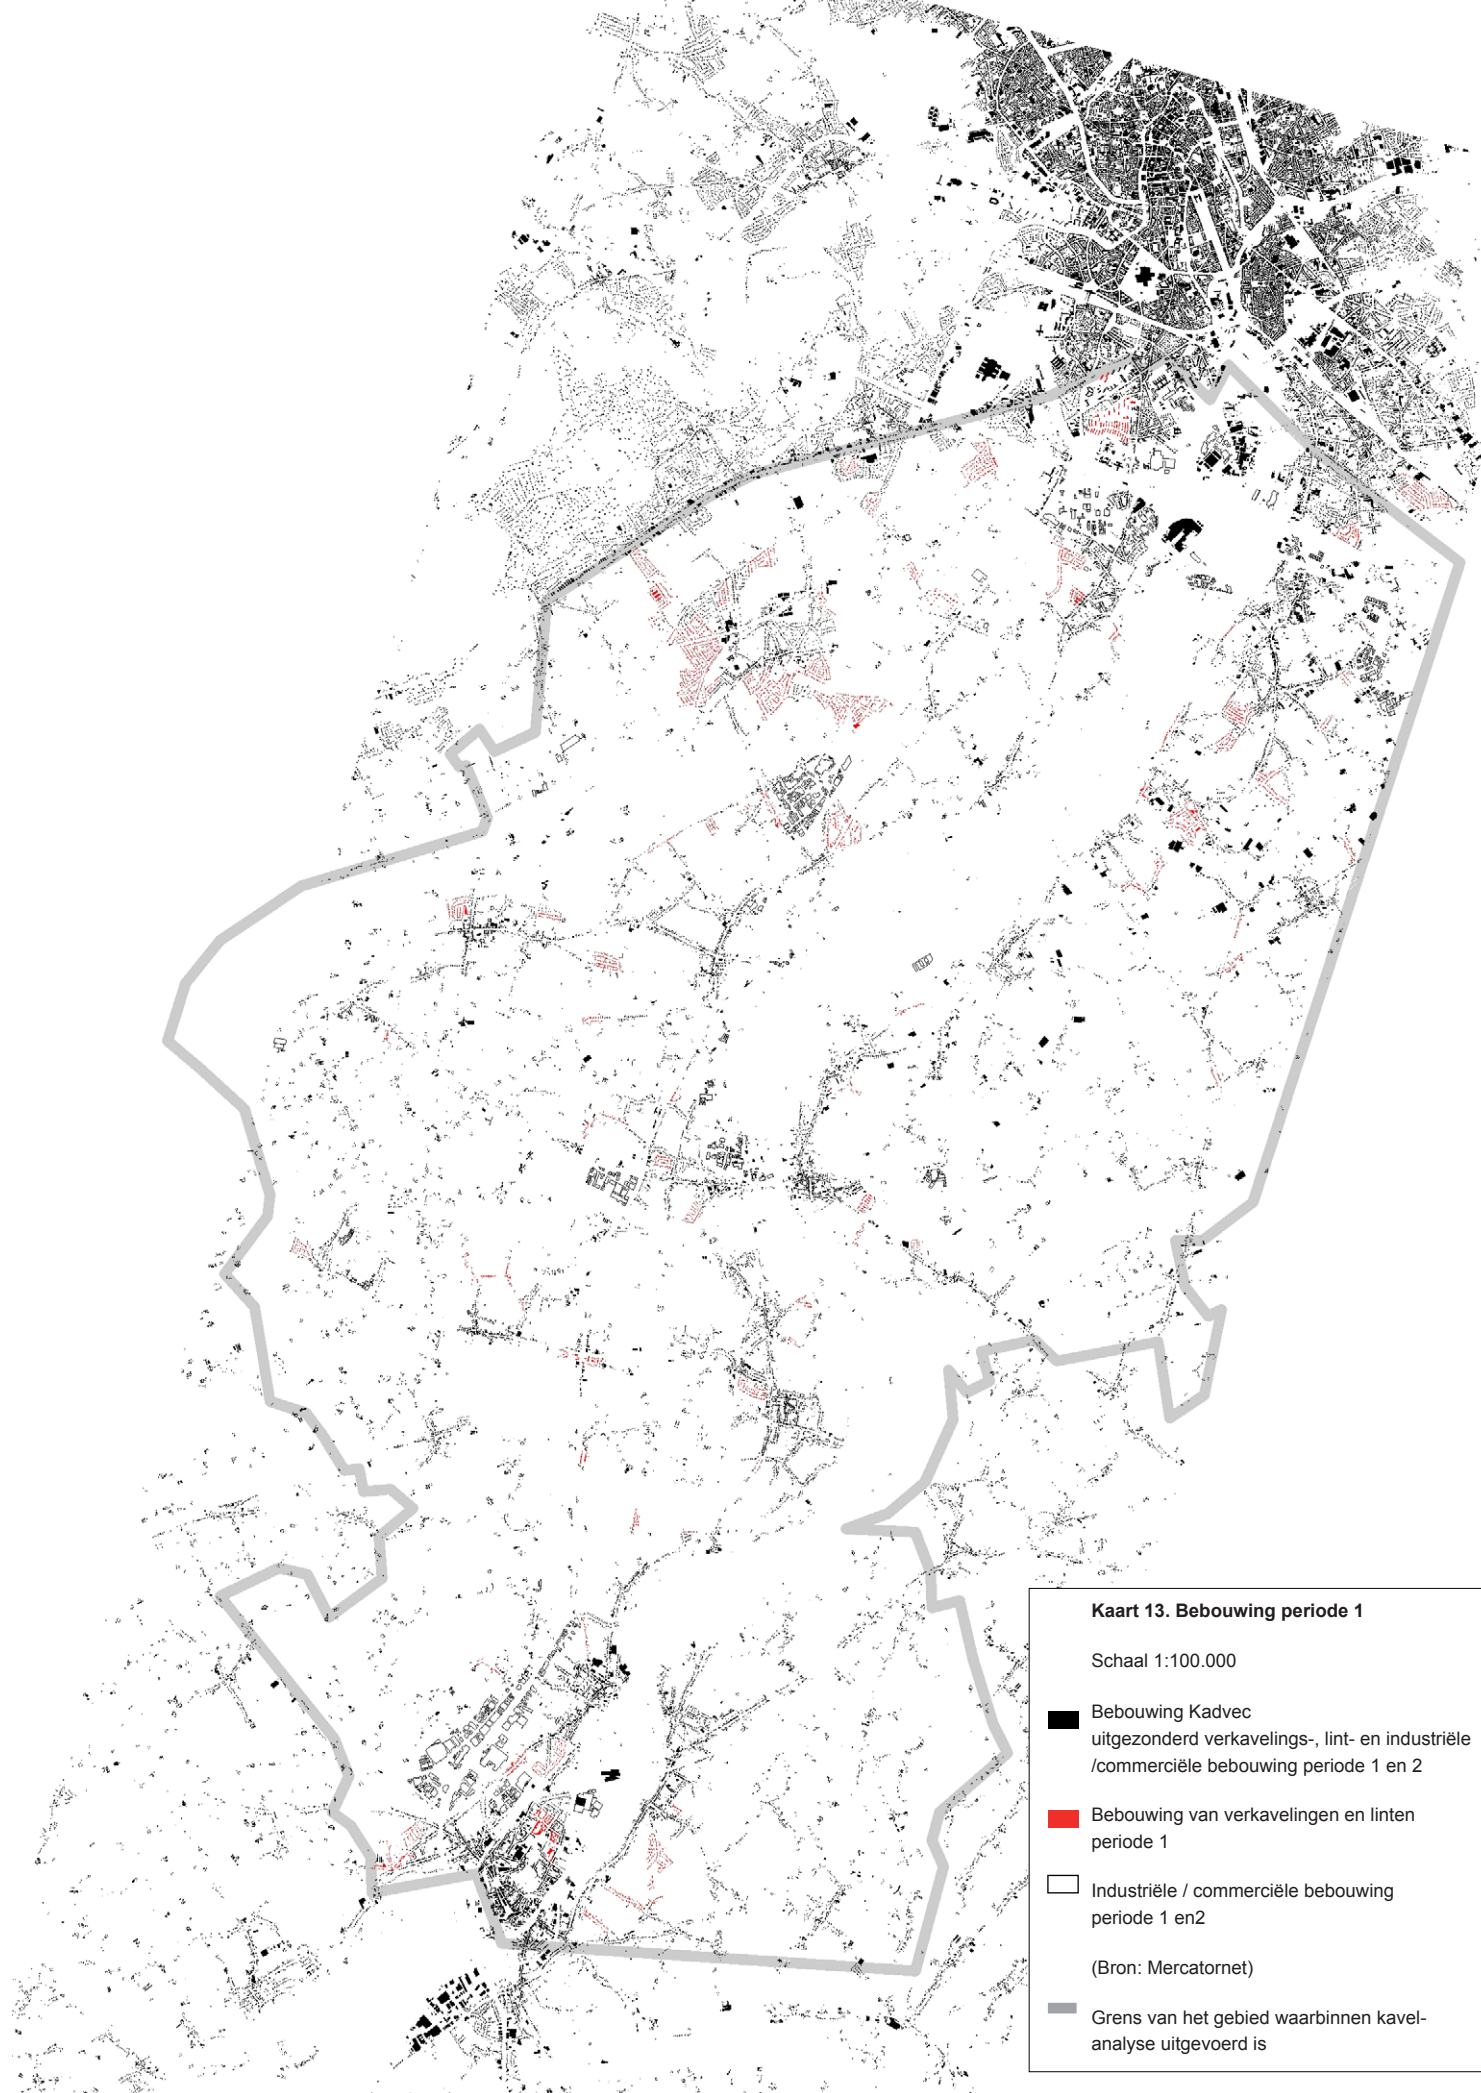 Kaart 13. Bebouwing periode 1
Schaal 1:100.000
Bebouwing Kadvec
uitgezonderd verkavelings-, lint- en industriële
/commerciële bebouwing periode 1 en 2
Bebouwing van verkavelingen en linten
periode 1
Industriële / commerciële bebouwing
periode 1 en2
(Bron: Mercatornet)
Grens van het gebied waarbinnen kavel-
analyse uitgevoerd is